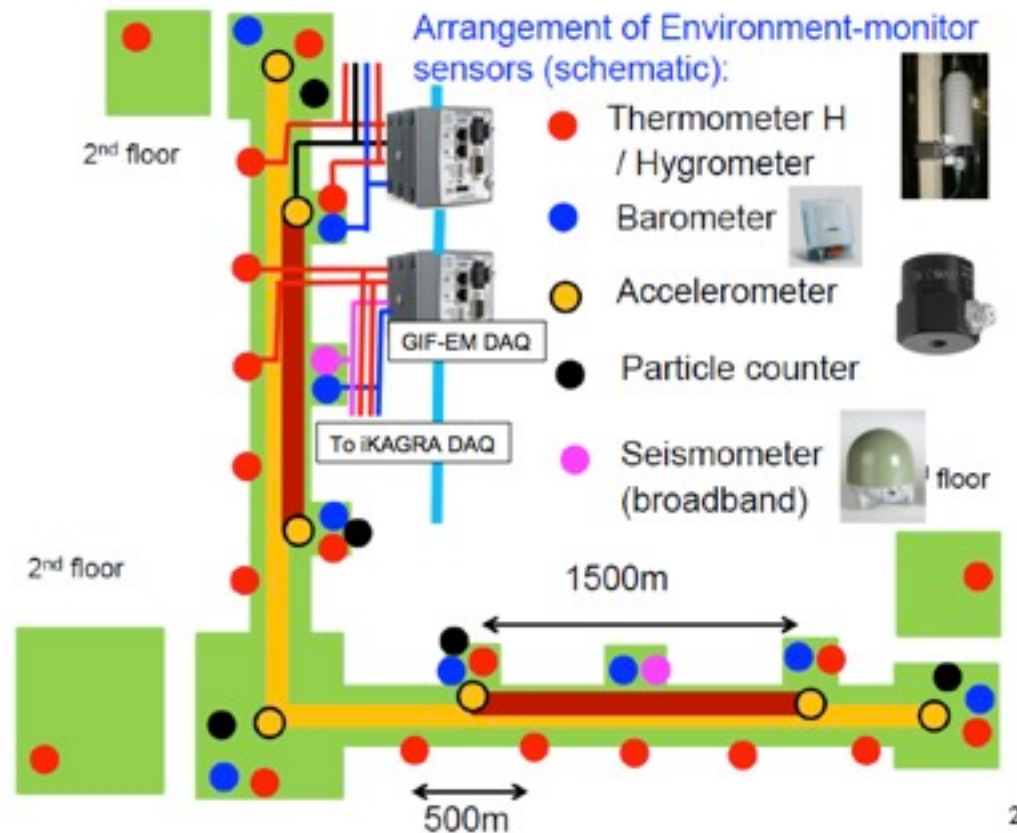 Arrangement of Environment-monitor
sensors (schematic):
2nd floor
Thermometer H
/ Hygrometer
Barometer
Accelerometer
GIF-EM DAQ
Particle counter
To iKAGRA DAQ
Seismometer
(broadband)
floor
2nd floor
1500m
500m
2